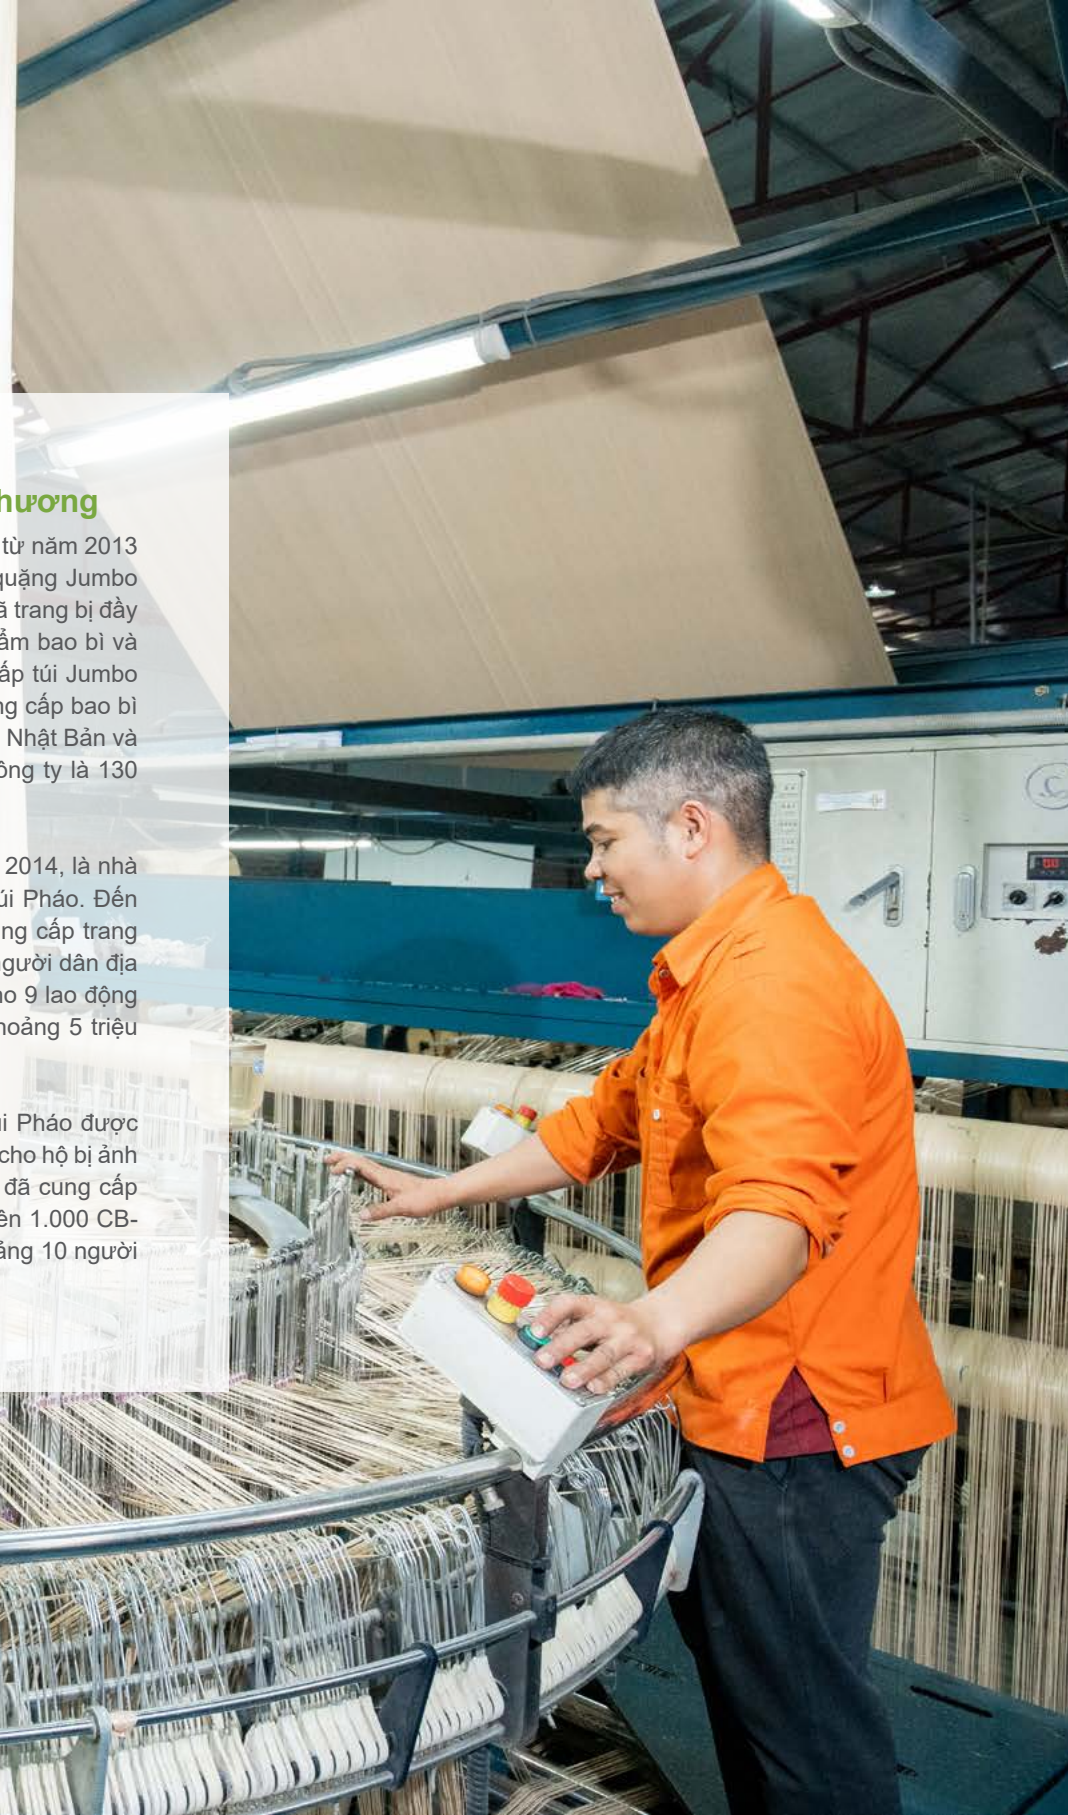 hương
từ năm 2013
quặng Jumbo
ã trang bị đầy
ẩm bao bì và
ấp túi Jumbo
ng cấp bao bì
Nhật Bản và
ông ty là 130
2014, là nhà
úi Pháo. Đến
ng cấp trang
người dân địa
ho 9 lao động
hoảng 5 triệu
úi Pháo được
cho hộ bị ảnh
đã cung cấp
ên 1.000 CB-
ảng 10 người